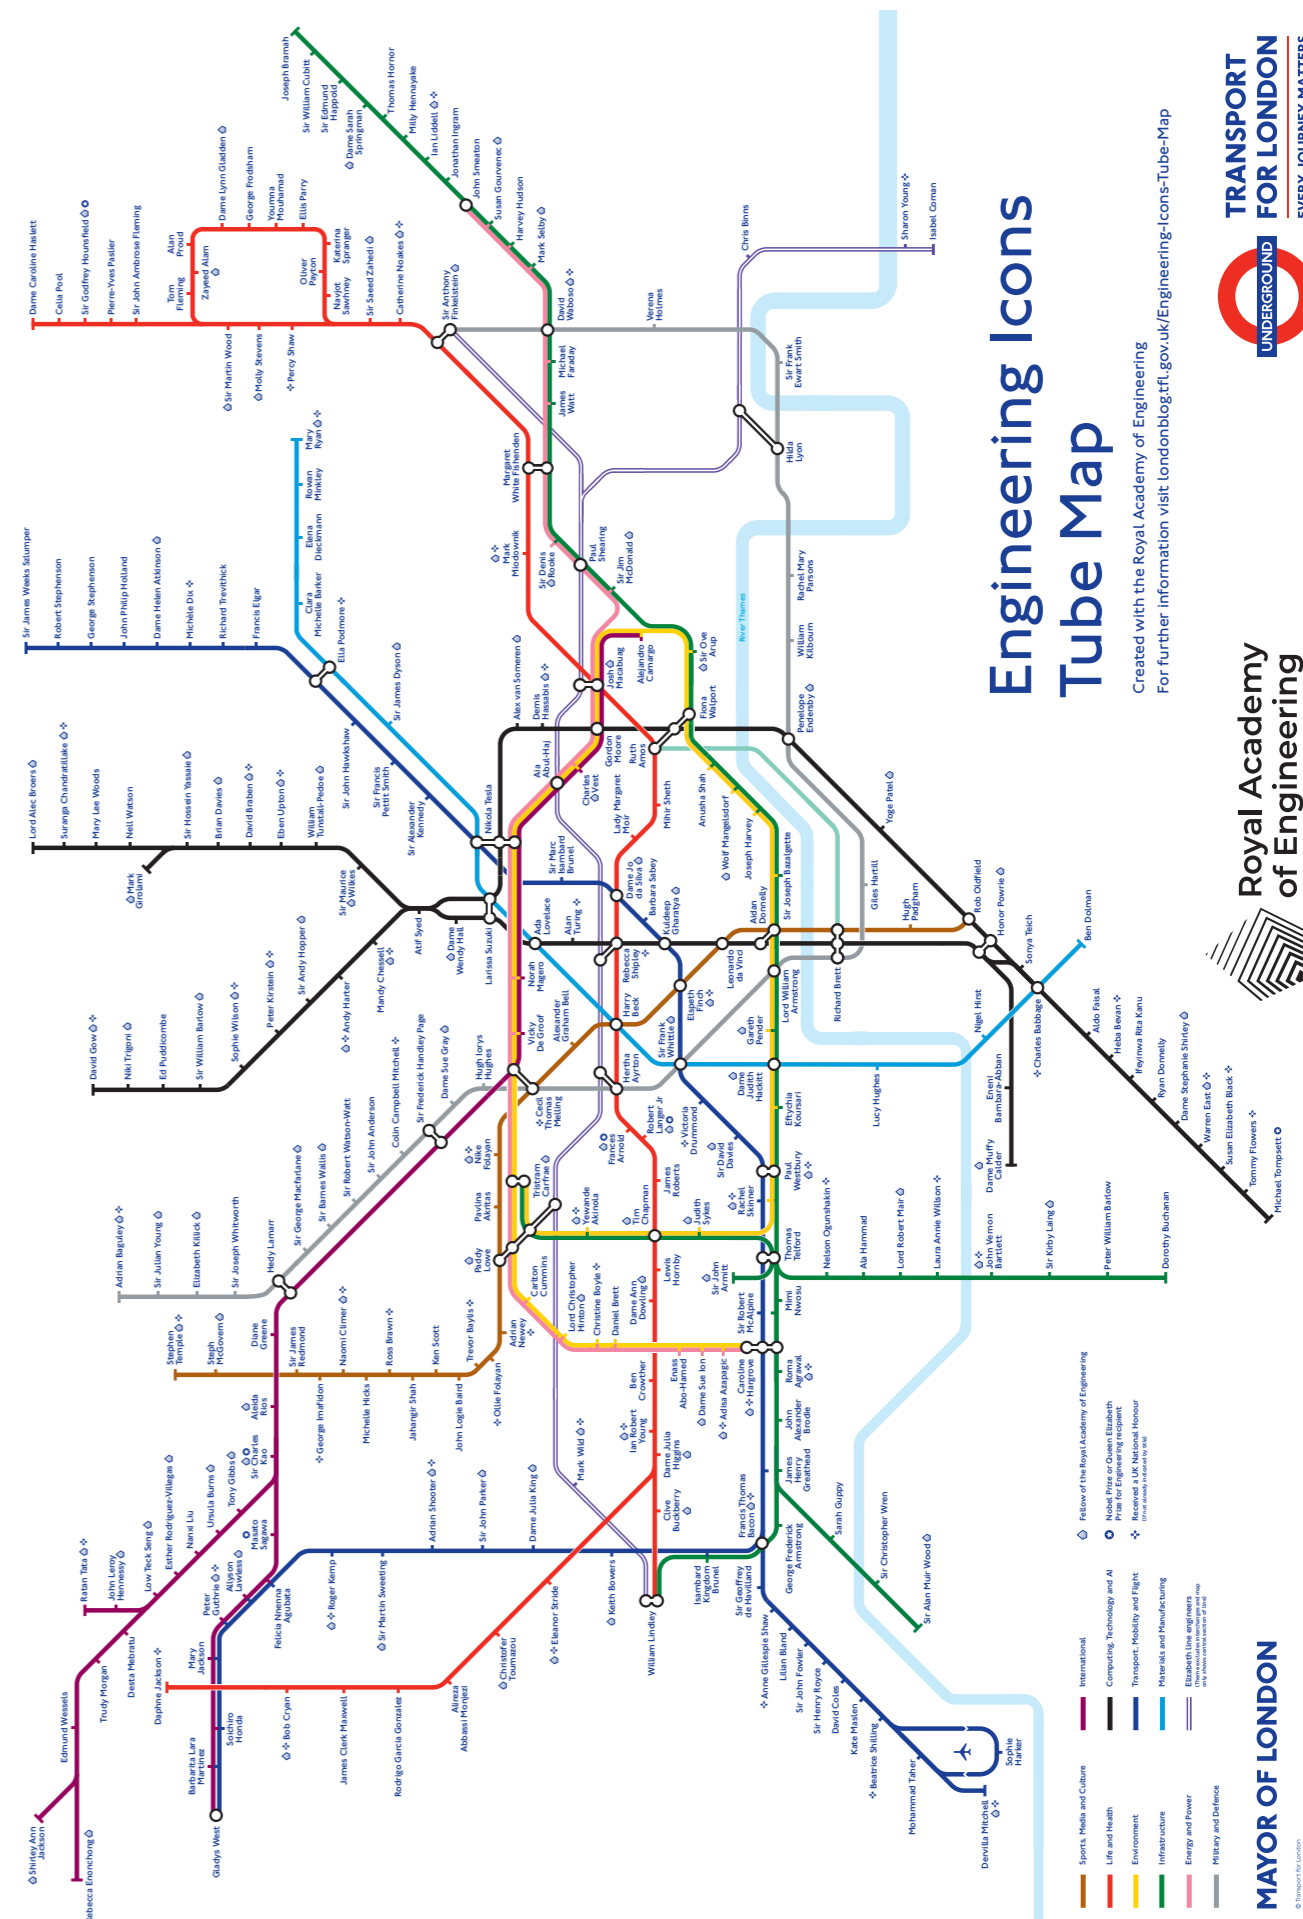 Engineering Icons
Tube Map
Created with the Royal Academy of Engineering
For further information visit londonblog.tfl.gov.uk/Engineering-Icons-Tube-Map
TRANSPORT
FOR LONDON
EVERY JOURNEY MATTERS
UNDERGROUND
Royal Academy
of Engineering
MAYOR OF LONDON
© Transport for London
Sports, Media and Culture
Life and Health
Environment
Infrastructure
Energy and Power
Military and Defence
International
Computing, Technology and AI
Transport, Mobility and Flight
Materials and Manufacturing
Elizabeth line engineers
Fellow of the Royal Academy of Engineering
Nobel Prize or Queen Elizabeth
Prize for Engineering recipient
Received a UK National Honour
(if not already indicated by title)
River Thames
Shirley Ann
Jackson
Rebecca Enonchong
Edmund Wessels
Trudy Morgan
Desta Mebratu
Ratan Tata
John Leroy
Hennessy
Low Teck Seng
Esther Rodriguez-Villegas
Nanxi Liu
Ursula Burns
Tony Gibbs
Sir Charles
Kao
Masato
Sagawa
Allyson
Lawless
Peter
Guthrie
Mary
Jackson
Barbarita Lara
Martinez
Soichiro
Honda
Gladys West
Felicia Nnenna
Agubata
Roger Kemp
Sir Martin Sweeting
Adrian Shooter
Sir John Parker
Dame Julia King
Keith Bowers
Isambard
Kingdom
Brunel
Sir Geoffrey
de Havilland
Francis Thomas
Bacon
Anne Gillespie Shaw
Lilian Bland
Sir John Fowler
Sir Henry Royce
David Coles
Kate Maslen
Beatrice Shilling
Mohammad Taher
Dervilla Mitchell
Sophie
Harker
Daphne Jackson
Bob Cryan
James Clerk Maxwell
Rodrigo Garcia Gonzalez
Alireza
Abbassi Monjezi
Christofer
Toumazou
Eleanor Stride
William Lindley
Clive
Buckberry
Dame Julia
Higgins
Ian Robert
Young
Ben
Crowther
Dame Ann
Dowling
Lewis
Hornby
Tim
Chapman
James
Roberts
Robert
Langer Jr
Frances
Arnold
Hertha
Ayrton
Harry
Beck
Rebecca
Shipley
Dame Jo
da Silva
Lady Margaret
Moir
Mihir Sheth
Ruth
Amos
Josh
Macabuag
Mark
Miodownik
Margaret
White Fishenden
Sir Anthony
Finkelstein
Catherine Noakes
Sir Saeed Zahedi
Percy Shaw
Molly Stevens
Sir Martin Wood
Tom
Fleming
Alan
Proud
Zayeed Alam
Dame Lynn Gladden
George Frodsham
Youmna
Mouhamad
Ellis Parry
Katerina
Spranger
Oliver
Payton
Navjot
Sawhney
Sir John Ambrose Fleming
Pierre-Yves Paslier
Sir Godfrey Hounsfield
Celia Pool
Dame Caroline Haslett
Stephen
Temple
Steph
McGovern
Sir James
Redmond
George Imafidon
Naomi Climer
Michelle Hicks
Ross Brawn
Jahangir Shah
Ken Scott
John Logie Baird
Trevor Baylis
Ollie Folayan
Adrian
Newey
Paddy
Lowe
Pavlina
Akritas
Nike
Folayan
Cecil
Thomas
Melling
Alexander
Graham Bell
Elspeth
Finch
Leonardo
da Vinci
Aidan
Donnelly
Hugh
Padgham
Rob Oldfield
Aleida
Rios
Diane
Greene
Hedy Lamarr
Adrian Baguley
Sir Julian Young
Elizabeth Killick
Sir Joseph Whitworth
Sir George Macfarlane
Sir Barnes Wallis
Sir Robert Watson-Watt
Sir John Anderson
Colin Campbell Mitchell
Sir Frederick Handley Page
Dame Sue Gray
Hugh Iorys
Hughes
Vicky
De Groof
Norah
Magero
Nikola Tesla
Charles
Vest
Ala
Abul-Haj
Gordon
Moore
Alejandro
Camargo
David Gow
Niki Trigoni
Ed Puddicombe
Sir William Barlow
Sophie Wilson
Peter Kirstein
Sir Andy Hopper
Andy Harter
Mandy Chessell
Atif Syed
Dame
Wendy Hall
Larissa Suzuki
Sir Maurice
Wilkes
William
Tunstall-Pedoe
Eben Upton
David Braben
Brian Davies
Sir Hossein Yassaie
Mark
Girolami
Nell Watson
Mary Lee Woods
Suranga Chandratillake
Lord Alec Broers
Alex van Someren
Demis
Hassabis
Ada
Lovelace
Alan
Turing
Kuldeep
Gharatya
Barbara Sabey
Sir Marc
Isambard
Brunel
Sir Alexander
Kennedy
Sir Francis
Pettit Smith
Sir John Hawkshaw
Francis Elgar
Richard Trevithick
Michèle Dix
Dame Helen Atkinson
John Philip Holland
George Stephenson
Robert Stephenson
Sir James Weeks Szlumper
Sir James Dyson
Ella Podmore
Clara
Michelle Barker
Elena
Dieckmann
Rowan
Minkley
Mary
Ryan
Joseph Bramah
Sir William Cubitt
Sir Edmund
Happold
Dame Sarah
Springman
Thomas Hornor
Milly Hennayake
Ian Liddell
Jonathan Ingram
John Smeaton
Susan Gourvenec
Harvey Hudson
Mark Selby
David
Waboso
Michael
Faraday
James
Watt
Sir Denis
Rooke
Paul
Shearing
Sir Jim
McDonald
Sir Ove
Arup
Fiona
Walport
Anusha Shah
Wolf Mangelsdorf
Joseph Harvey
Sir Joseph Bazalgette
Lord William
Armstrong
Gareth
Pender
Dame
Judith
Hackitt
Eftychia
Koursari
Paul
Westbury
Rachel
Skinner
Sir David
Davies
Victoria
Drummond
Sir Frank
Whittle
Judith
Sykes
Yewande
Akinola
Tristram
Carfrae
Carlton
Cummins
Lord Christopher
Hinton
Christine Boyle
Daniel Brett
Mark Wild
Enass
Abo-Hamed
Dame Sue Ion
Adisa Azapagic
Caroline
Hargrove
Sir Robert
McAlpine
Sir John
Armitt
Thomas
Telford
Mimi
Nwosu
Roma
Agrawal
John
Alexander
Brodie
James
Henry
Greathead
George Frederick
Armstrong
Sarah Guppy
Sir Christopher Wren
Sir Alan Muir Wood
Nelson Ogunshakin
Ala Hammad
Lord Robert Mair
Laura Annie Willson
John Vernon
Bartlett
Sir Kirby Laing
Peter William Barlow
Dorothy Buchanan
Lucy Hughes
Nigel Hirst
Charles Babbage
Ben Dolman
Richard Brett
Giles Hartill
Penelope
Endersby
William
Kilbourn
Rachel Mary
Parsons
Hilda
Lyon
Sir Frank
Ewart Smith
Verena
Holmes
Chris Binns
Sharon Young
Isabel Coman
Yoge Patel
Honor Powrie
Sonya Teich
Eneni
Bambara-Abban
Dame Muffy
Calder
Aldo Faisal
Heba Bevan
Ifeyinwa Rita Kanu
Ryan Donnelly
Dame Stephanie Shirley
Warren East
Susan Elizabeth Black
Tommy Flowers
Michael Tompsett